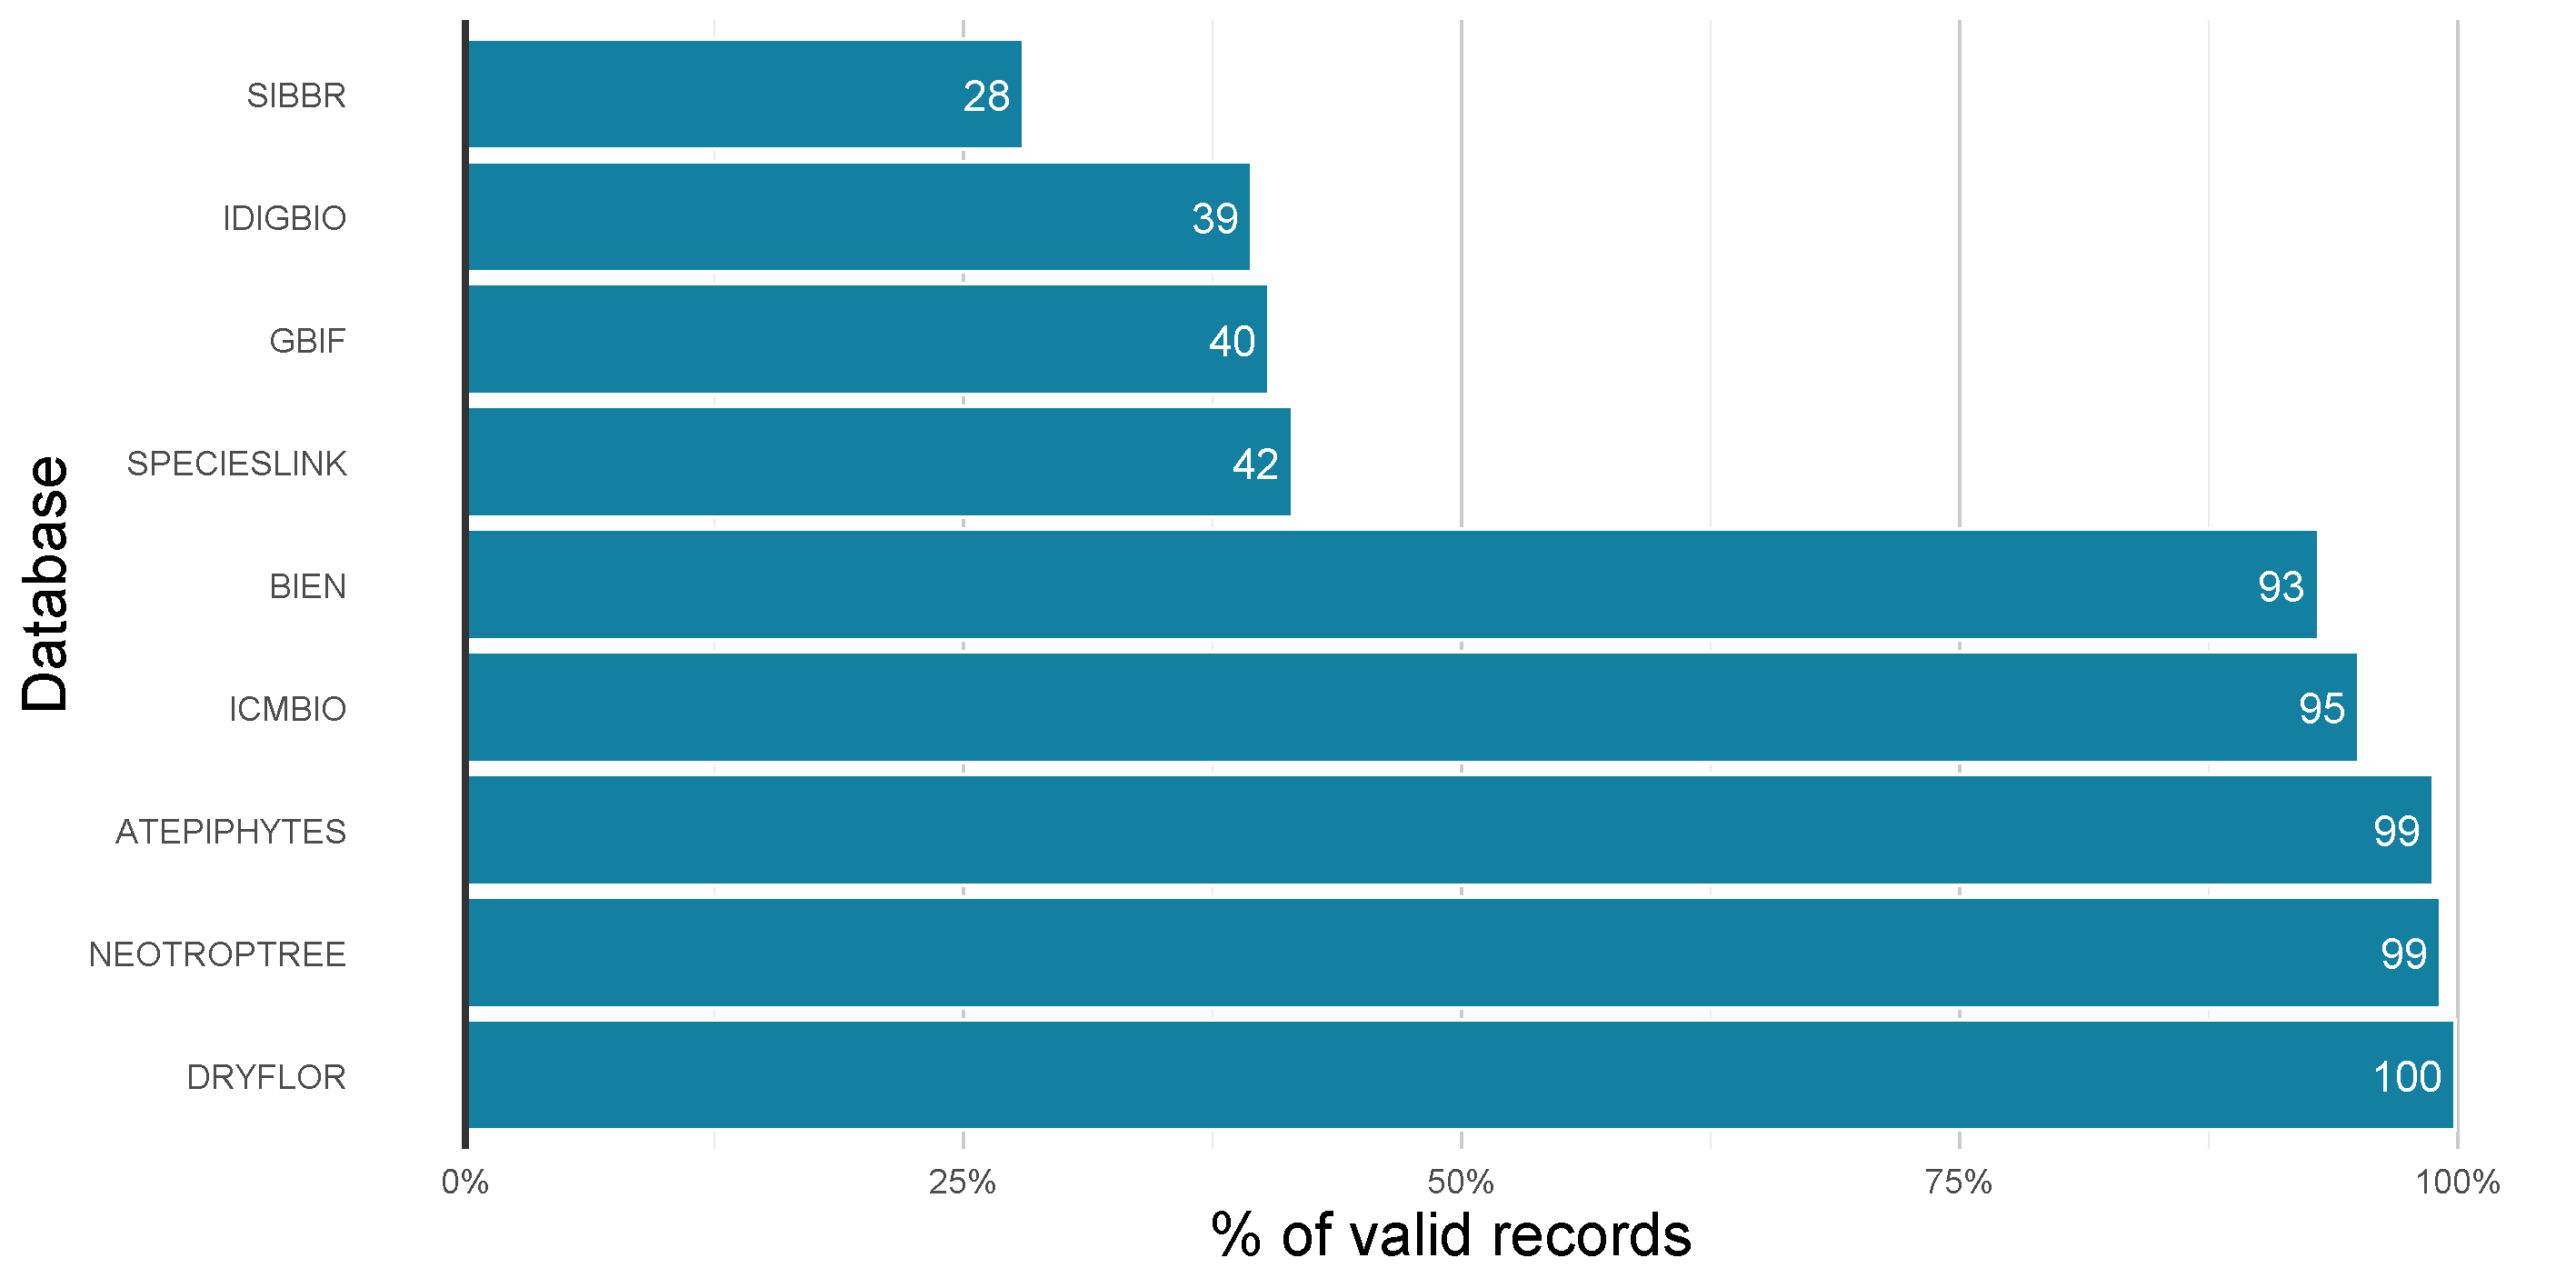 SIBBR 28
IDIGBIO 39
GBIF 40
SPECIESLINK 42
BIEN 93
ICMBIO 95
ATEPIPHYTES 99
NEOTROPTREE 99
DRYFLOR 100
Database
0% 25% 50% 75% 100%
% of valid records